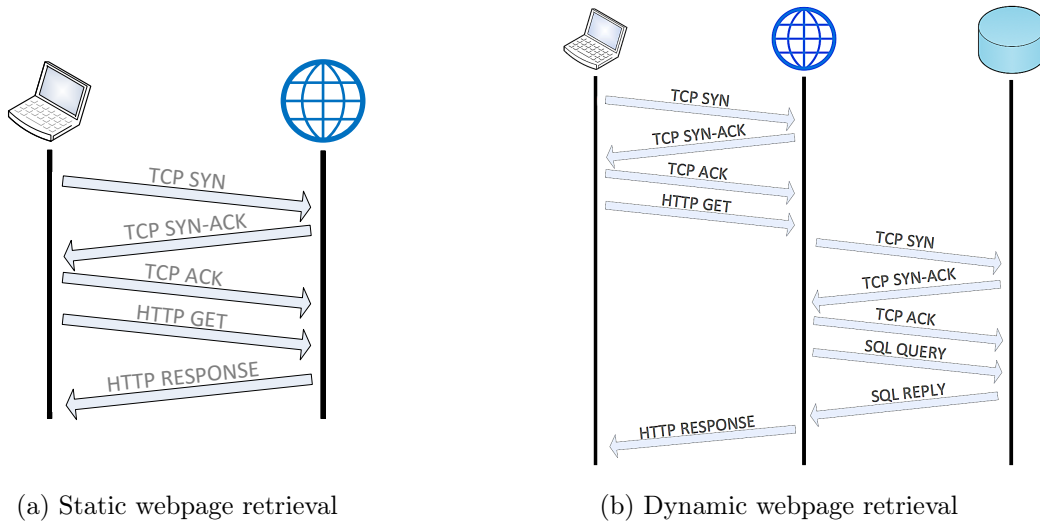 TCP SYN
TCP SYN-ACK
TCP ACK
HTTP GET
HTTP RESPONSE
(a) Static webpage retrieval
TCP SYN
TCP SYN-ACK
TCP ACK
HTTP GET
TCP SYN
TCP SYN-ACK
TCP ACK
SQL QUERY
SQL REPLY
HTTP RESPONSE
(b) Dynamic webpage retrieval